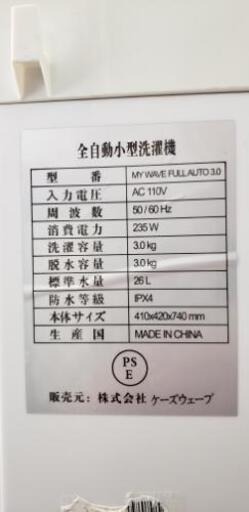 全自動小型洗濯機
型番 MY WAVE FULL AUTO 3.0
入力電圧 AC 110V
周波数 50/60 Hz
消費電力 235 W
洗濯容量 3.0 kg
脱水容量 3.0 kg
標準水量 26 L
防水等級 IPX4
本体サイズ 410x420x740 mm
生産国 MADE IN CHINA
PS
E
販売元：株式会社 ケーズウェーブ